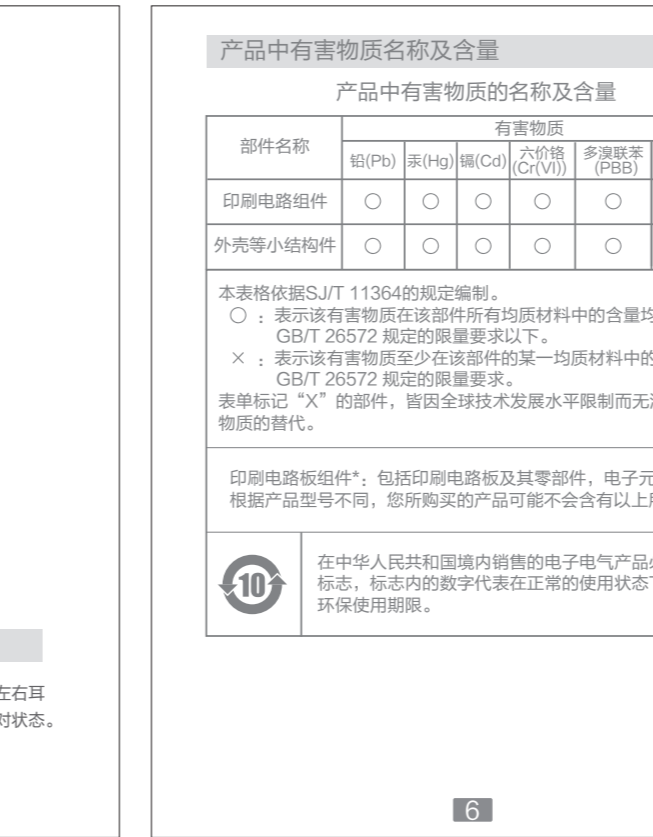 左右耳
对状态。
产品中有害物质名称及含量
产品中有害物质的名称及含量
部件名称
有害物质
铅(Pb) 汞(Hg) 镉(Cd) 六价铬 多溴联苯
(Cr(VI)) (PBB)
印刷电路组件 ○ ○ ○ ○ ○
外壳等小结构件 ○ ○ ○ ○ ○
本表格依据SJ/T 11364的规定编制。
○ ：表示该有害物质在该部件所有均质材料中的含量均
GB/T 26572 规定的限量要求以下。
× ：表示该有害物质至少在该部件的某一均质材料中的
GB/T 26572 规定的限量要求。
表单标记“X”的部件，皆因全球技术发展水平限制而无
物质的替代。
印刷电路板组件*：包括印刷电路板及其零部件，电子元
根据产品型号不同，您所购买的产品可能不会含有以上
10
在中华人民共和国境内销售的电子电气产品
标志，标志内的数字代表在正常的使用状态
环保使用期限。
6